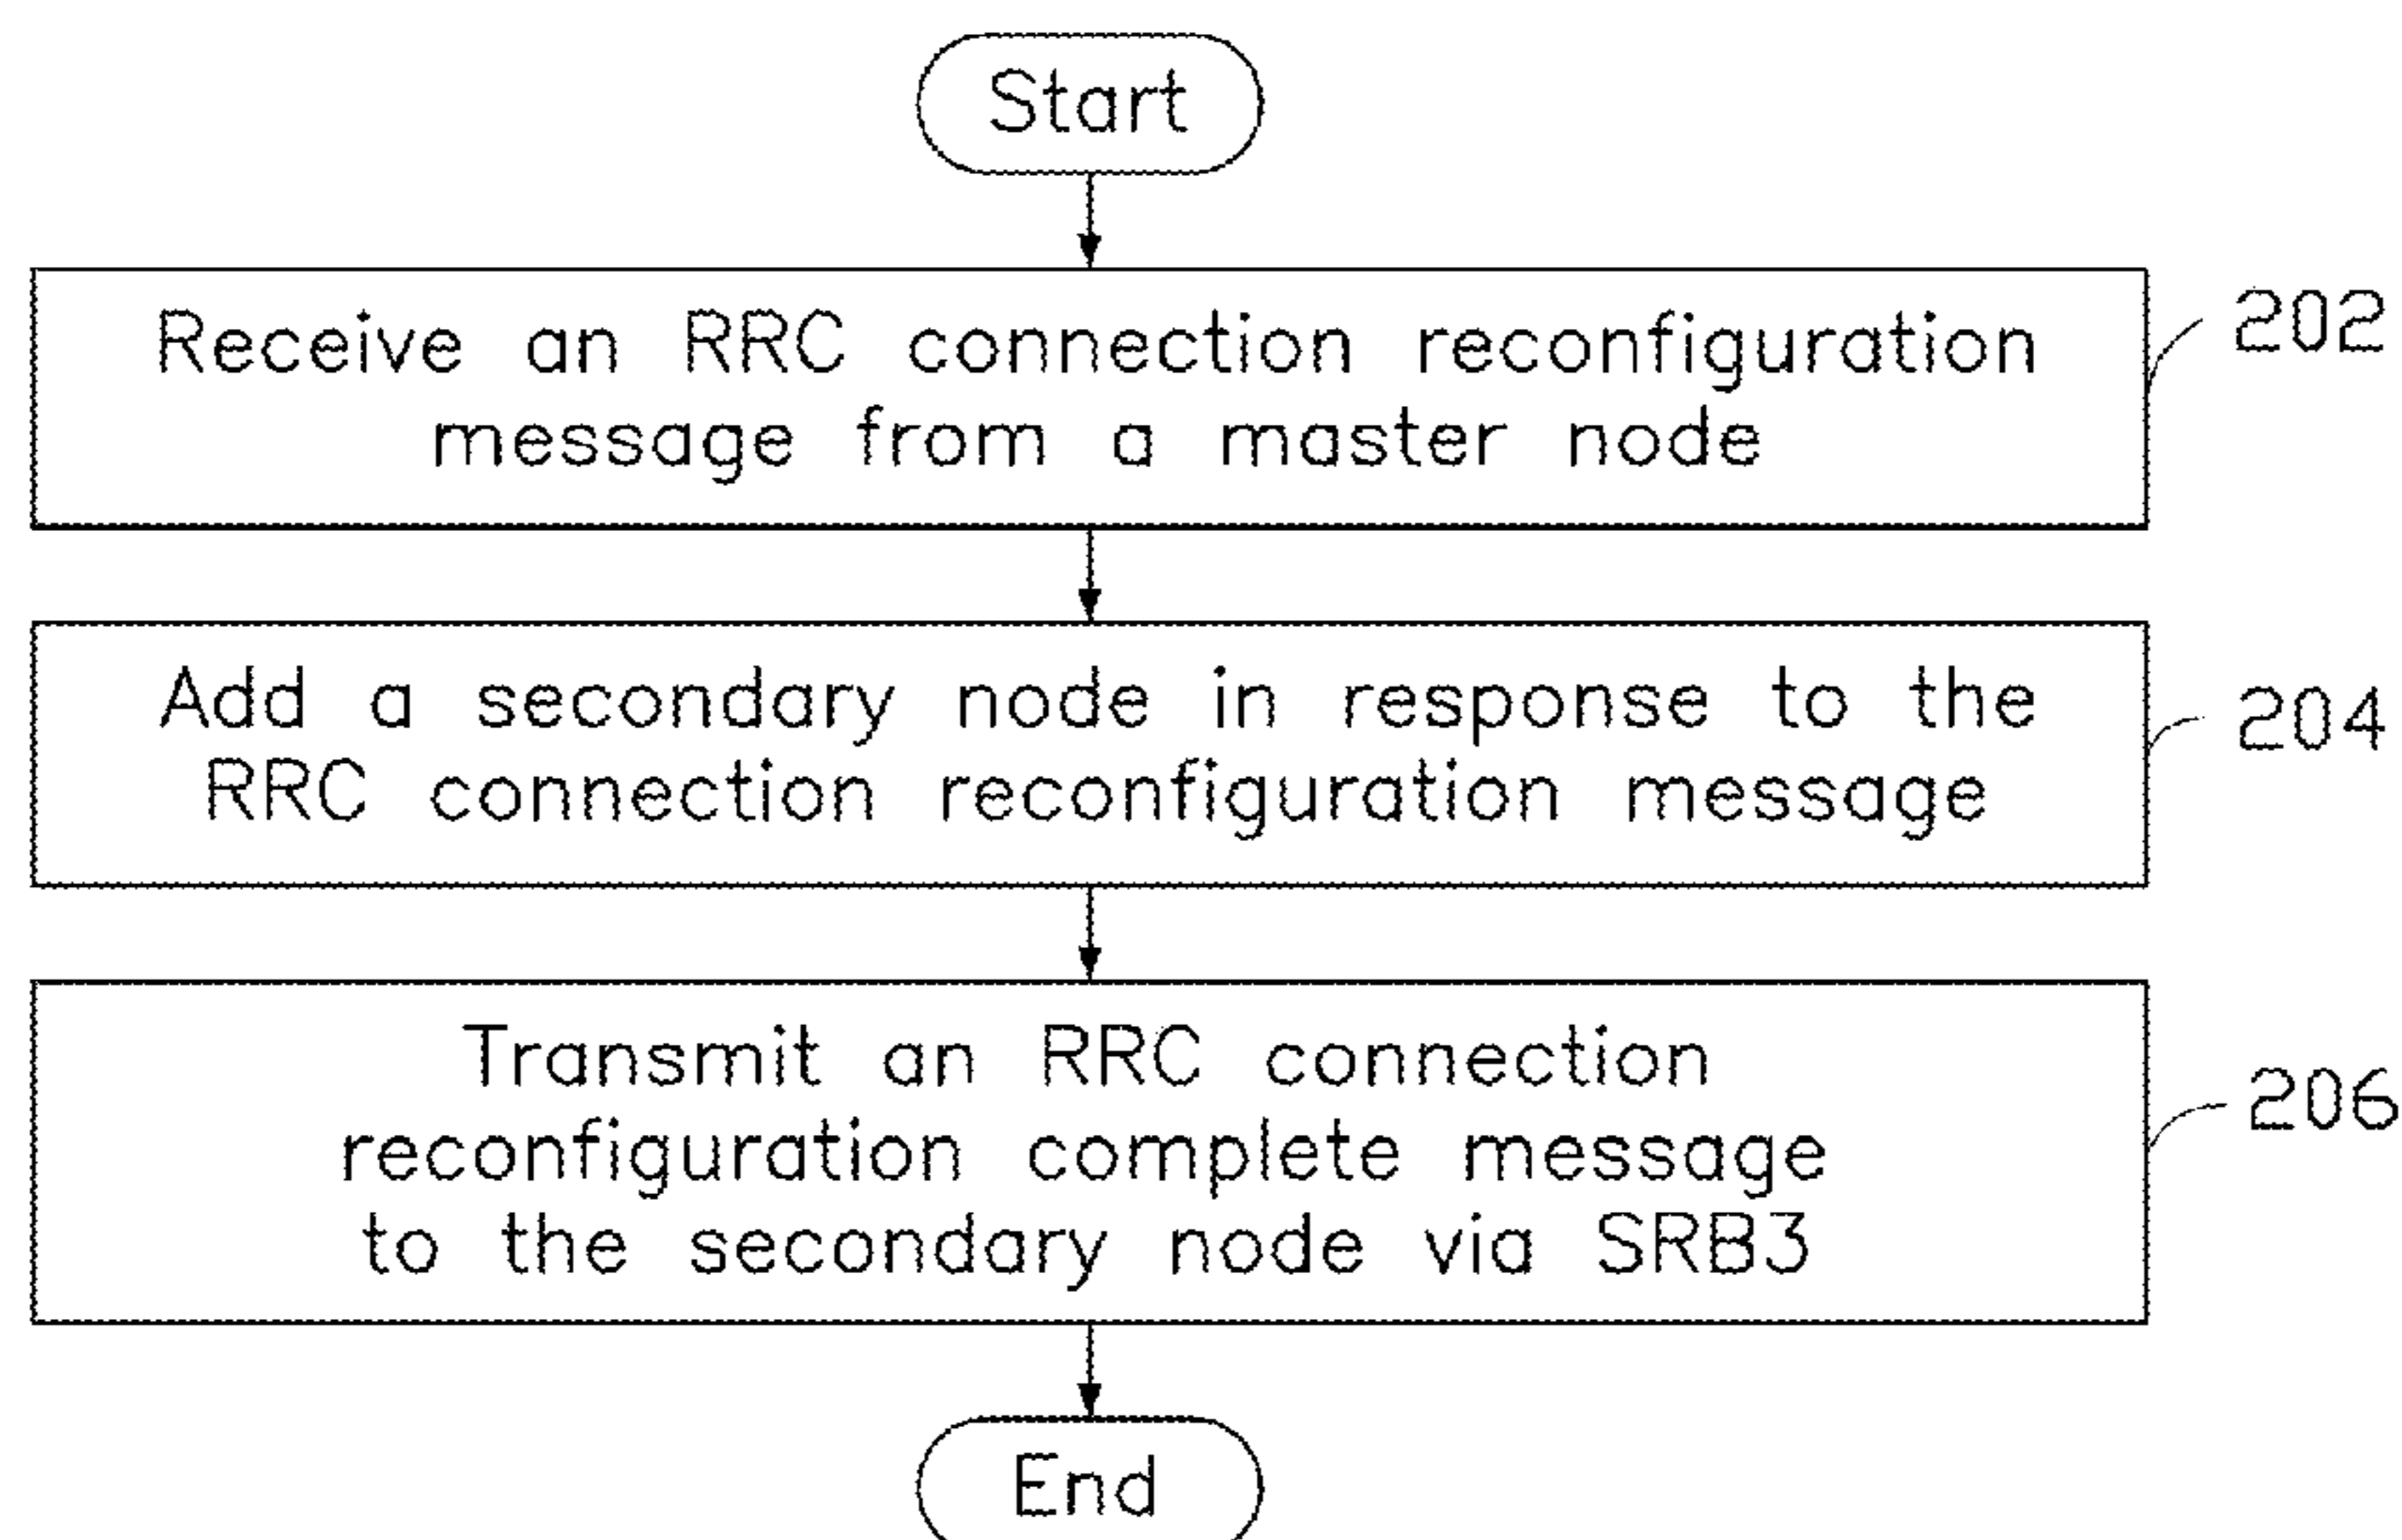 Start
Receive an RRC connection reconfiguration
message from a master node
202
Add a secondary node in response to the
RRC connection reconfiguration message
204
Transmit an RRC connection
reconfiguration complete message
to the secondary node via SRB3
206
End